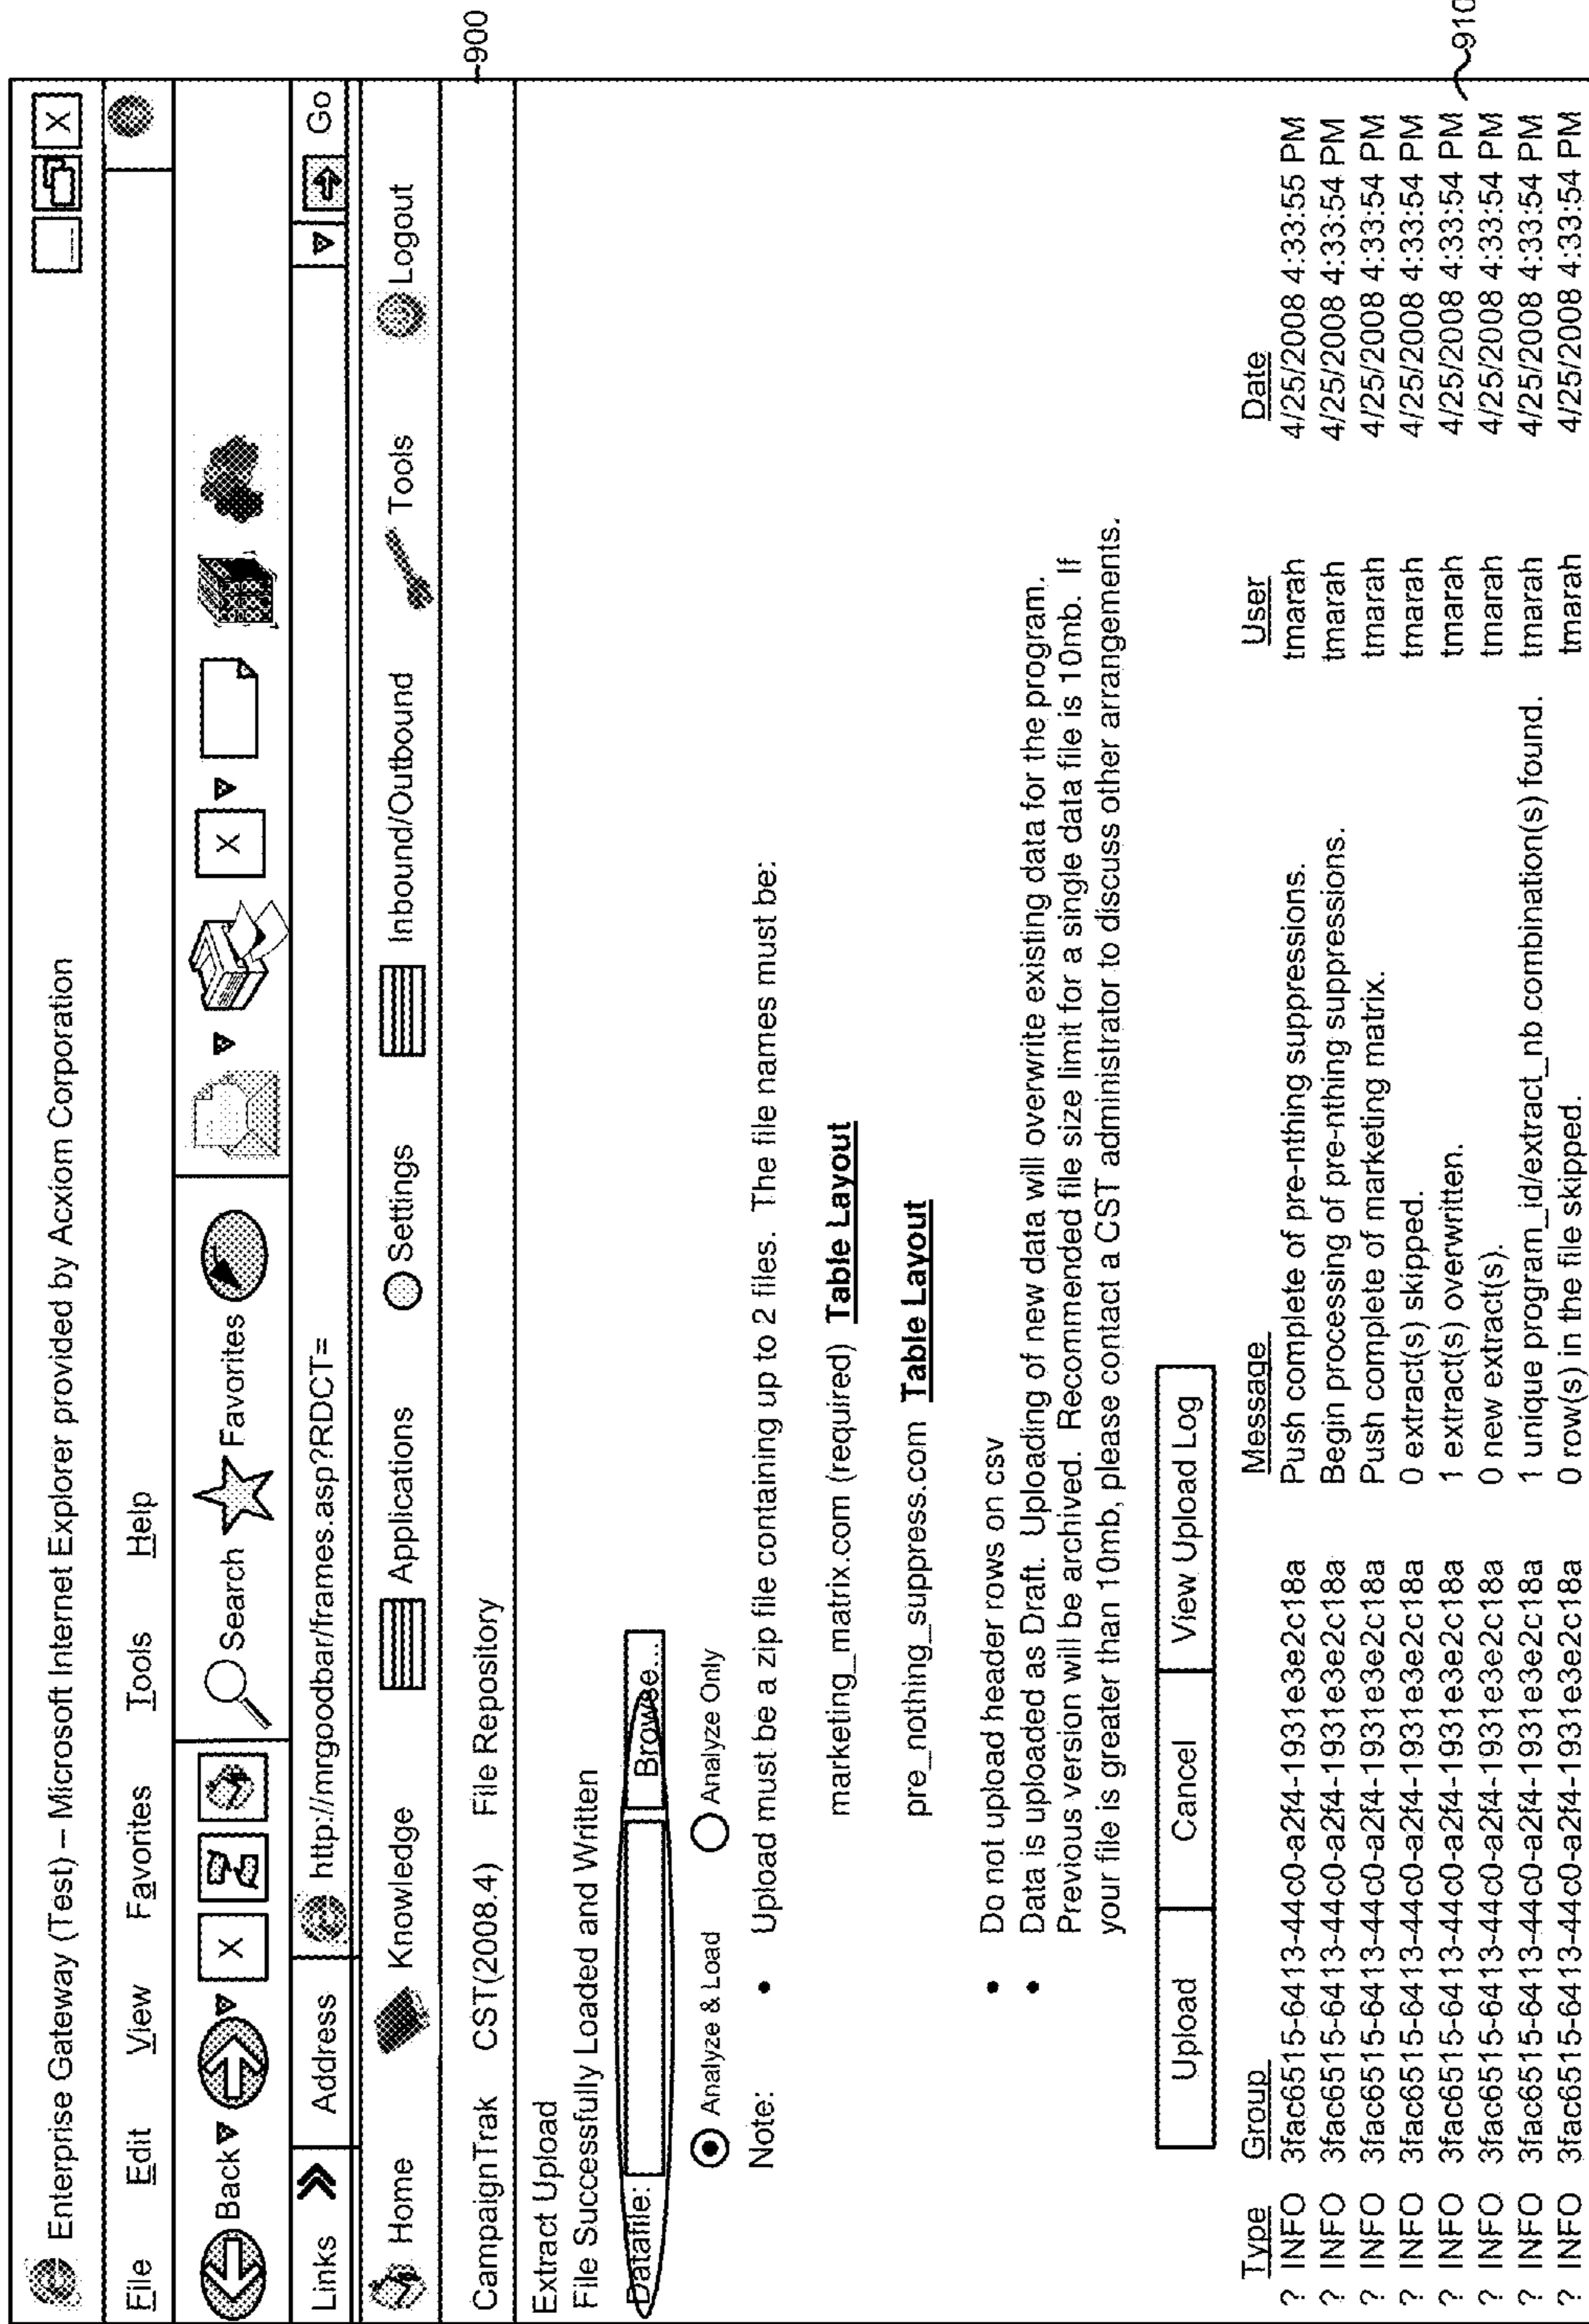 Enterprise Gateway (Test) – Microsoft Internet Explorer provided by Acxiom Corporation X
File Edit View Favorites Tools Help
Back X Search Favorites X
Links Address http://mrgoodbar/frames.asp?RDCT= Go
Home Knowledge Applications Settings Inbound/Outbound Tools Logout
CampaignTrak CST(2008.4) File Repository
900
Extract Upload
File Successfully Loaded and Written
Datafile: Browse...
Analyze & Load Analyze Only
Note: • Upload must be a zip file containing up to 2 files. The file names must be:
marketing_matrix.com (required) Table Layout
pre_nothing_suppress.com Table Layout
• Do not upload header rows on csv
• Data is uploaded as Draft. Uploading of new data will overwrite existing data for the program.
Previous version will be archived. Recommended file size limit for a single data file is 10mb. If
your file is greater than 10mb, please contact a CST administrator to discuss other arrangements.
Upload Cancel View Upload Log
Type Group Message User Date
? INFO 3fac6515-6413-44c0-a2f4-1931e3e2c18a Push complete of pre-nthing suppressions. tmarah 4/25/2008 4:33:55 PM
? INFO 3fac6515-6413-44c0-a2f4-1931e3e2c18a Begin processing of pre-nthing suppressions. tmarah 4/25/2008 4:33:54 PM
? INFO 3fac6515-6413-44c0-a2f4-1931e3e2c18a Push complete of marketing matrix. tmarah 4/25/2008 4:33:54 PM
? INFO 3fac6515-6413-44c0-a2f4-1931e3e2c18a 0 extract(s) skipped. tmarah 4/25/2008 4:33:54 PM
? INFO 3fac6515-6413-44c0-a2f4-1931e3e2c18a 1 extract(s) overwritten. tmarah 4/25/2008 4:33:54 PM
910
? INFO 3fac6515-6413-44c0-a2f4-1931e3e2c18a 0 new extract(s). tmarah 4/25/2008 4:33:54 PM
? INFO 3fac6515-6413-44c0-a2f4-1931e3e2c18a 1 unique program_id/extract_nb combination(s) found. tmarah 4/25/2008 4:33:54 PM
? INFO 3fac6515-6413-44c0-a2f4-1931e3e2c18a 0 row(s) in the file skipped. tmarah 4/25/2008 4:33:54 PM